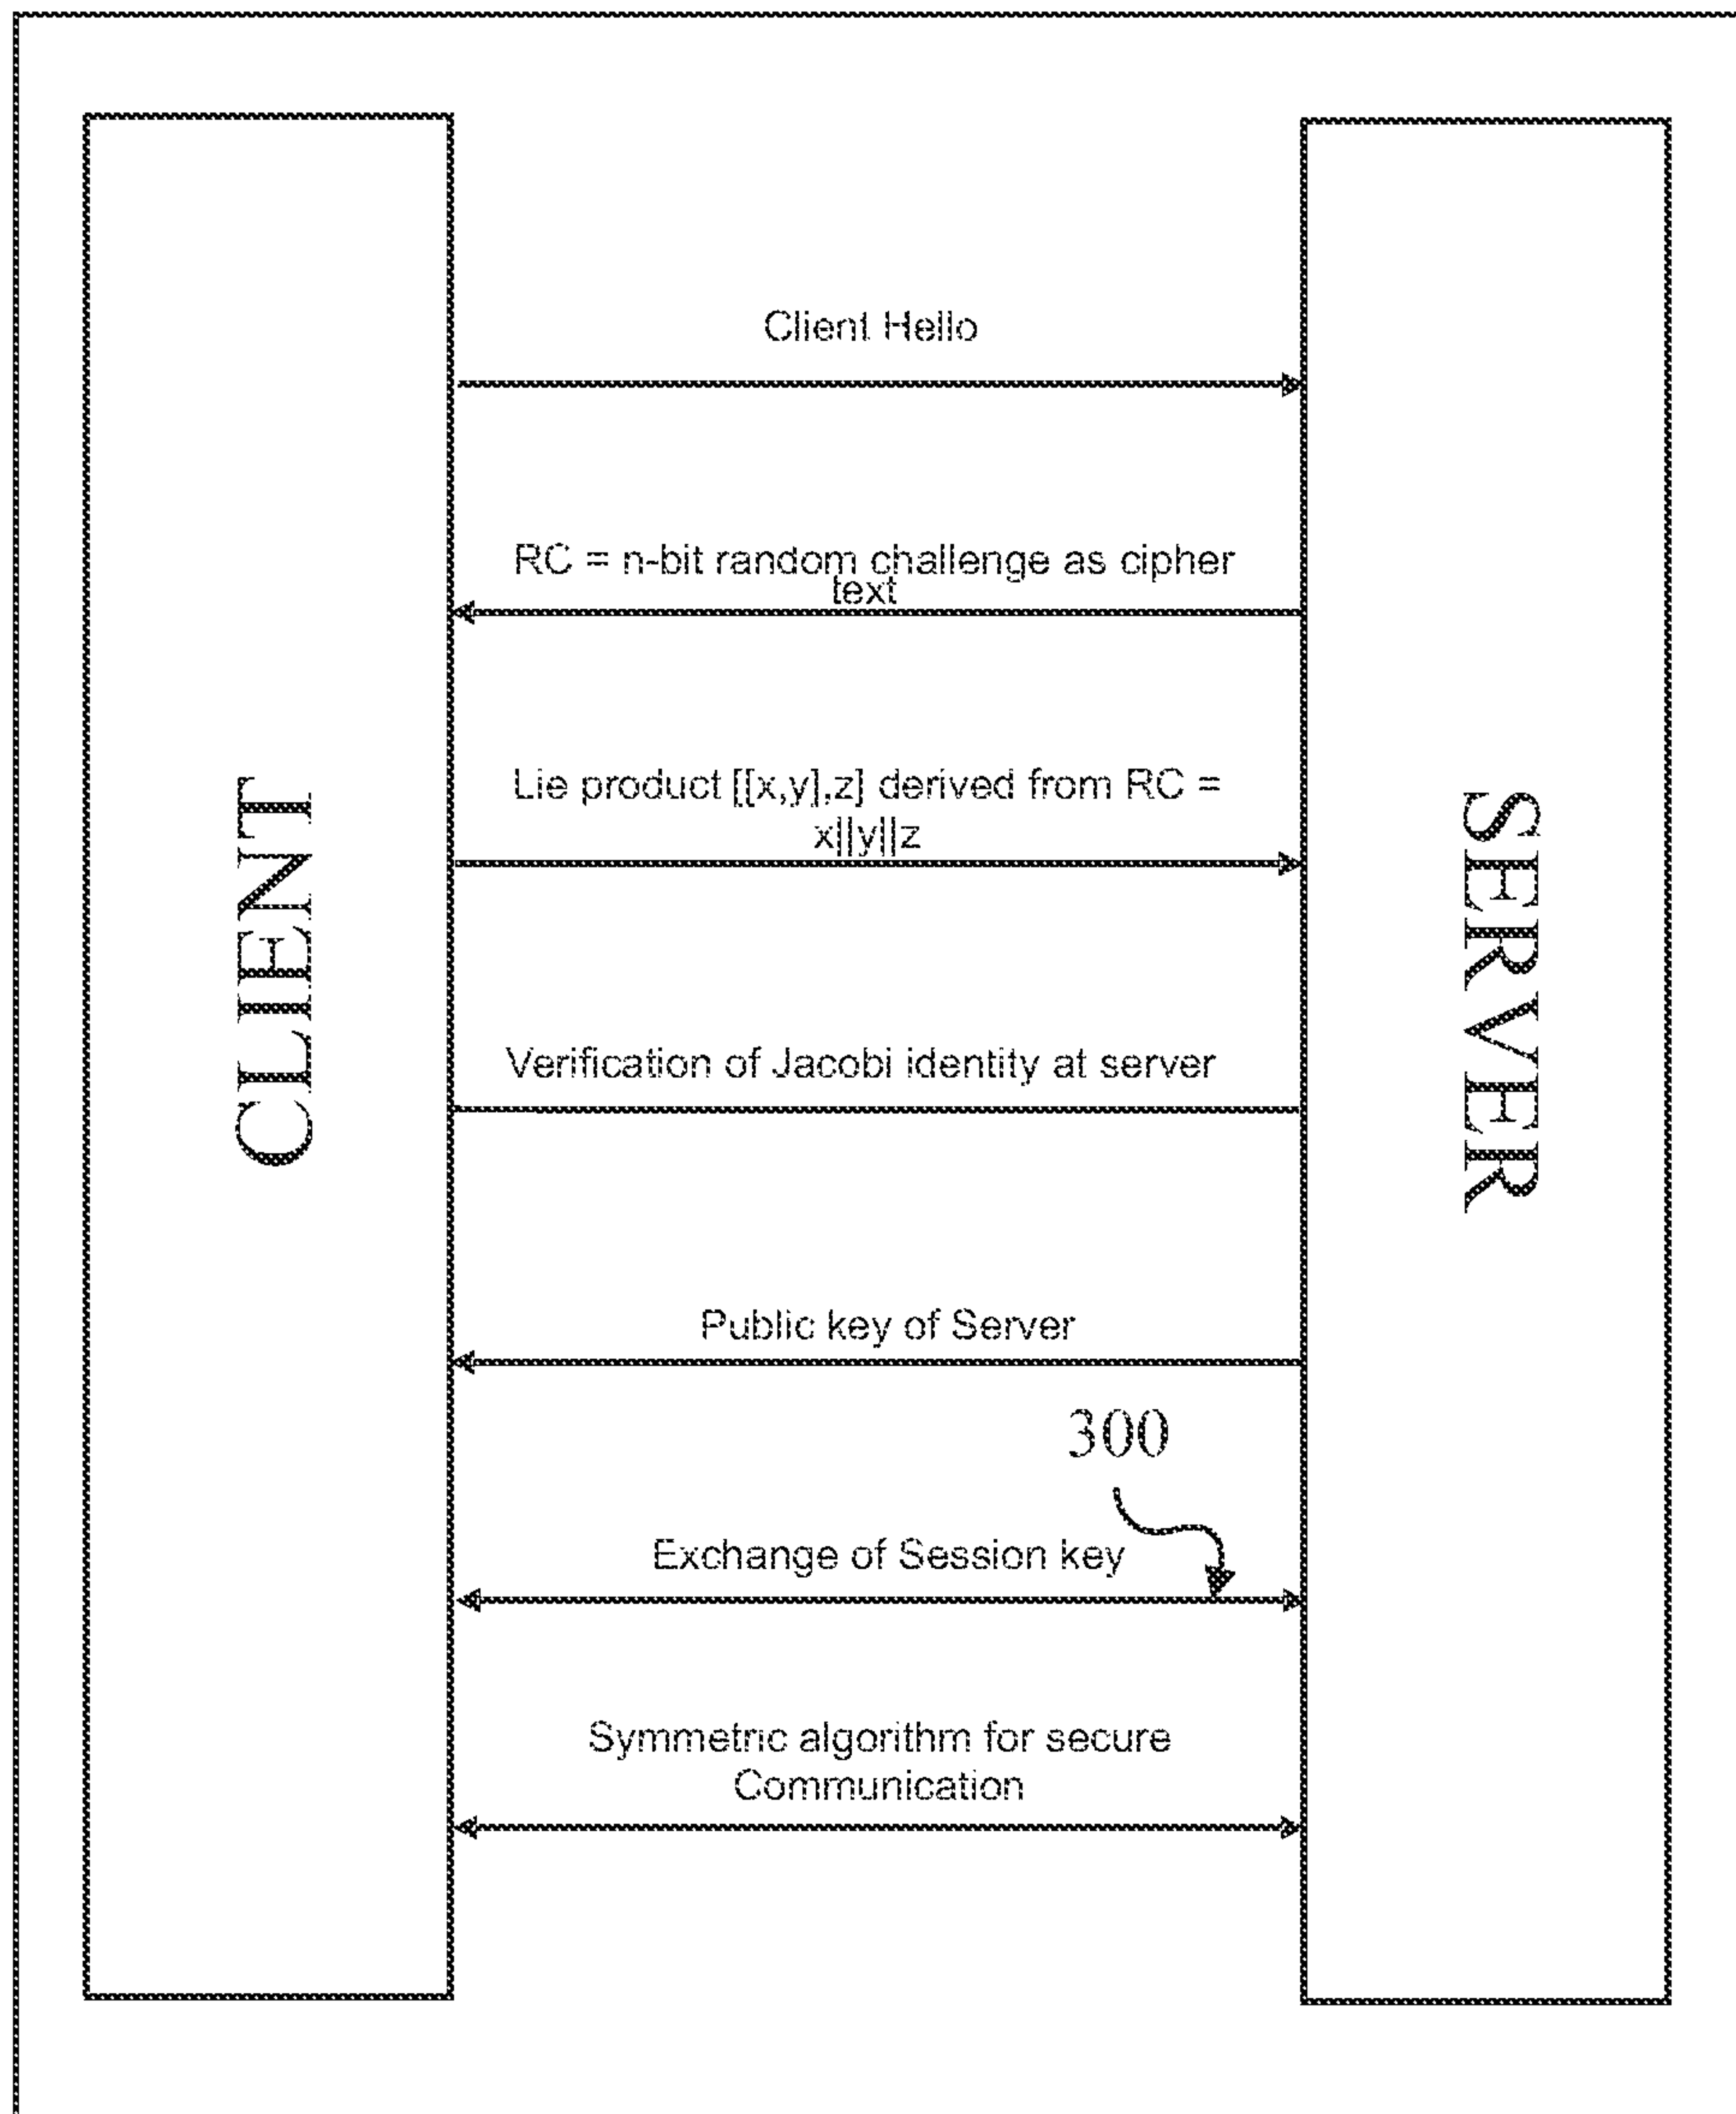 Client Hello
RC = n-bit random challenge as cipher
text
Lie product [[x,y],z] derived from RC =
x||y||z
CLIENT
SERVER
Verification of Jacobi identity at server
Public key of Server
300
Exchange of Session key
Symmetric algorithm for secure
Communication